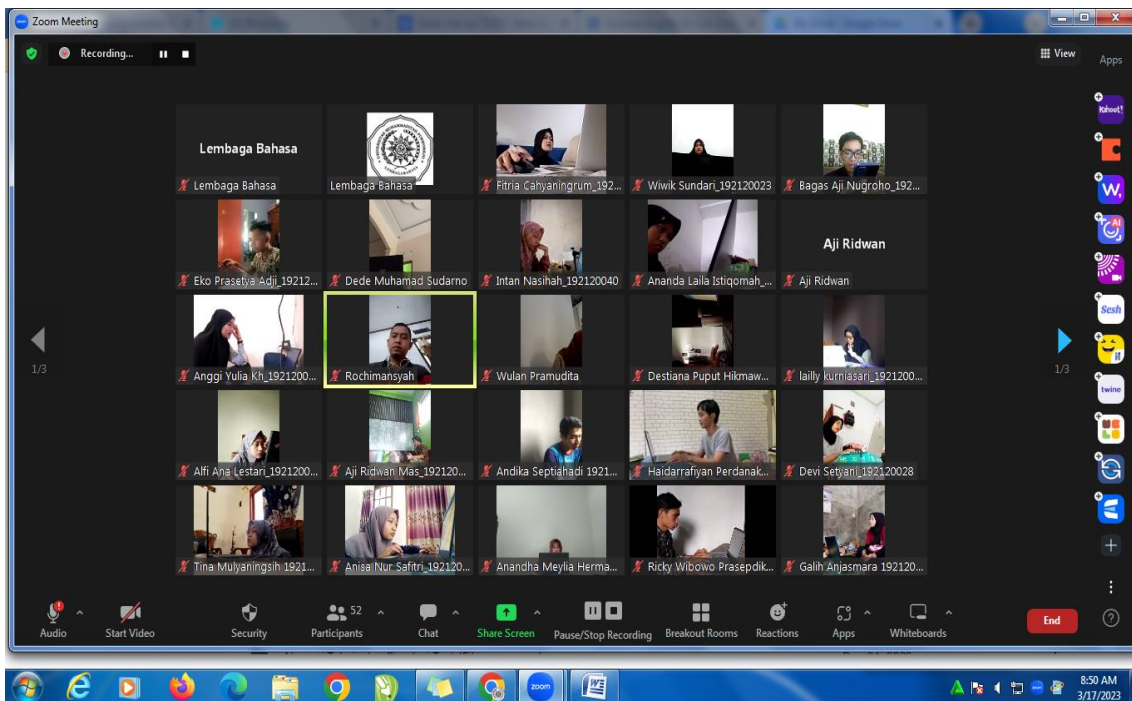 Zoom Meeting
Recording...
View
Apps
Lembaga Bahasa
Lembaga Bahasa
Lembaga Bahasa
Fitria Cahyaningrum_192...
Wiwik Sundari_192120023
Bagas Aji Nugroho_192...
Eko Prasetya Adji_19212...
Dede Muhamad Sudarno
Intan Nasihah_192120040
Ananda Laila Istiqomah_...
Aji Ridwan
Aji Ridwan
Anggi Yulia Kh_1921200...
Rochimansyah
Wulan Pramudita
Destiana Puput Hikmaw...
lailly kurniasari_1921200...
Alfi Ana Lestari_1921200...
Aji Ridwan Mas_192120...
Andika Septiahadi 1921...
Haidarrafiyan Perdanak...
Devi Setyani_192120028
Tina Mulyaningsih 1921...
Anisa Nur Safitri_192120...
Anandha Meylia Herma...
Ricky Wibowo Prasepdik...
Galih Anjasmara 192120...
1/3
1/3
Kahoot!
W,
AI
Sesh
twine
Audio
Start Video
Security
52
Participants
Chat
Share Screen
Pause/Stop Recording
Breakout Rooms
Reactions
Apps
Whiteboards
End
zoom
8:50 AM
3/17/2023